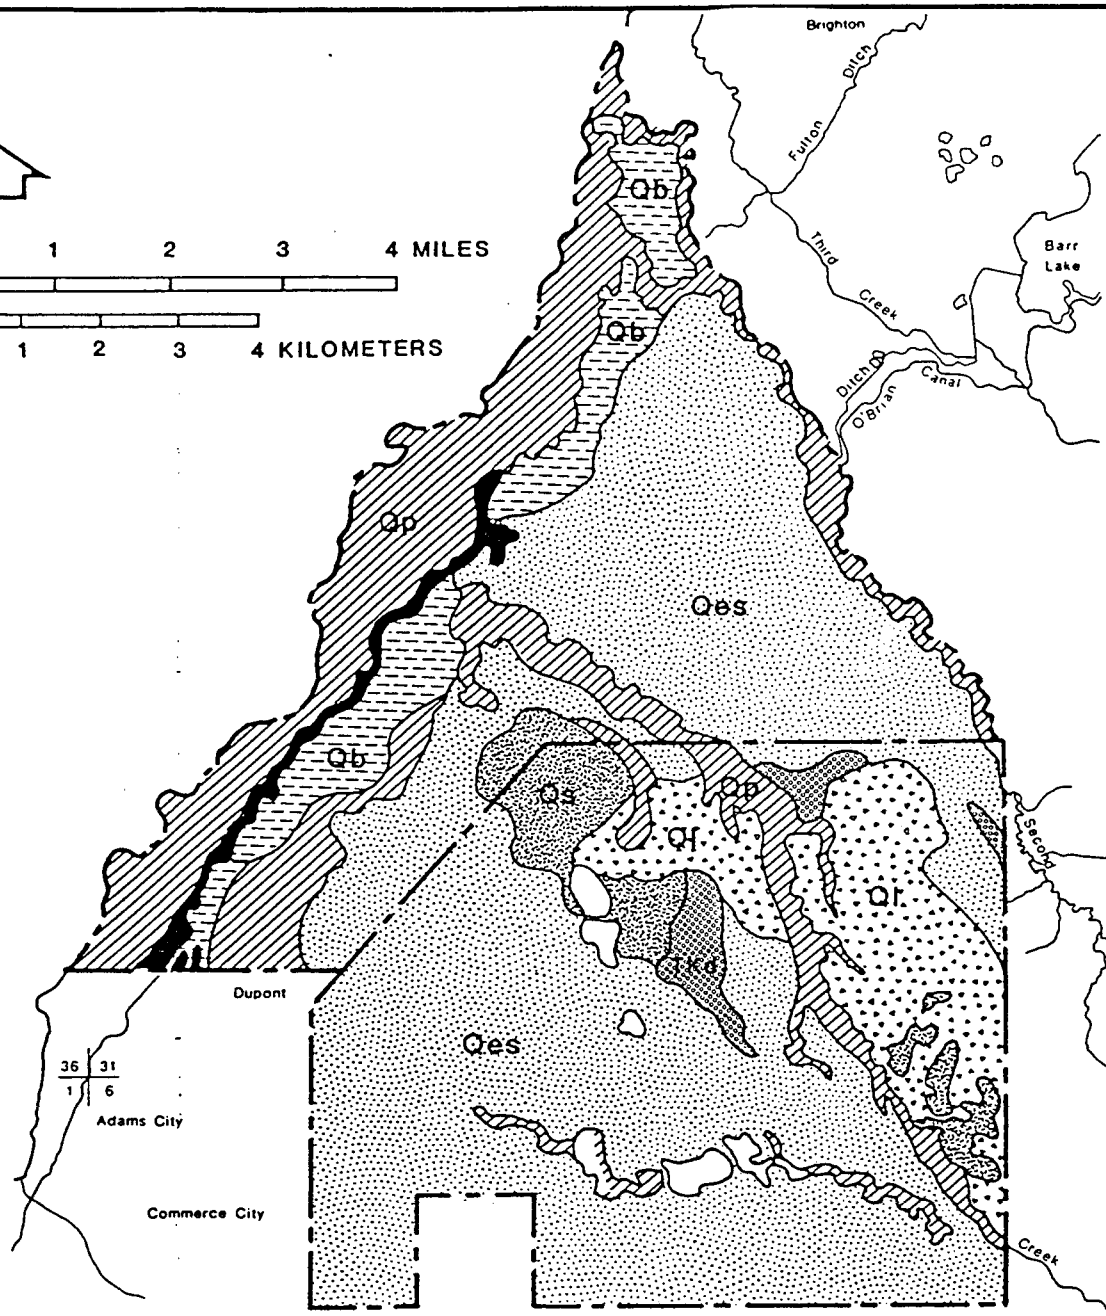 Brighton
Fulton
Ditch
Qb
1 2 3 4 MILES
Third
Barr
Lake
Creek
Qb
1 2 3 4 KILOMETERS
Ditch
O'Brian
Canal
Qp
Qes
Qb
Qp
Qs
Qf
Second
Qf
TKd
Dupont
Qes
36 31
1 6
Adams City
Commerce City
Creek